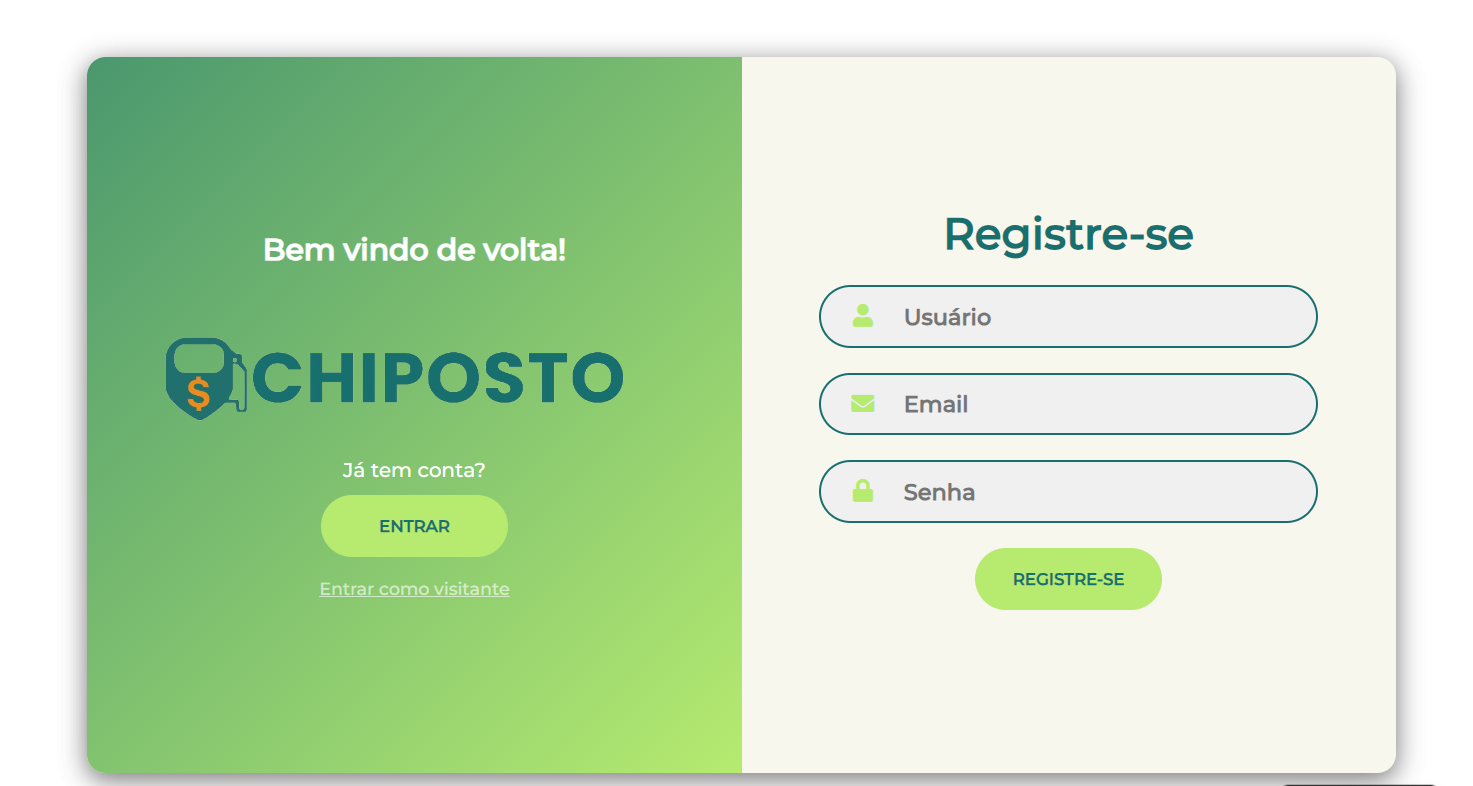 Bem vindo de volta!
$
CHIPOSTO
Já tem conta?
ENTRAR
Entrar como visitante
Registre-se
Usuário
Email
Senha
REGISTRE-SE